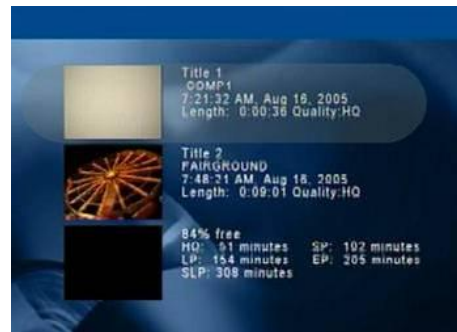 Title 1
COMP1
7:21:32 AM, Aug 16, 2005
Length: 0:00:36 Quality:HQ
Title 2
FAIRGROUND
7:48:21 AM, Aug 16, 2005
Length: 0:09:01 Quality:HQ
84% free
HQ: 51 minutes SP: 102 minutes
LP: 154 minutes EP: 205 minutes
SLP: 308 minutes